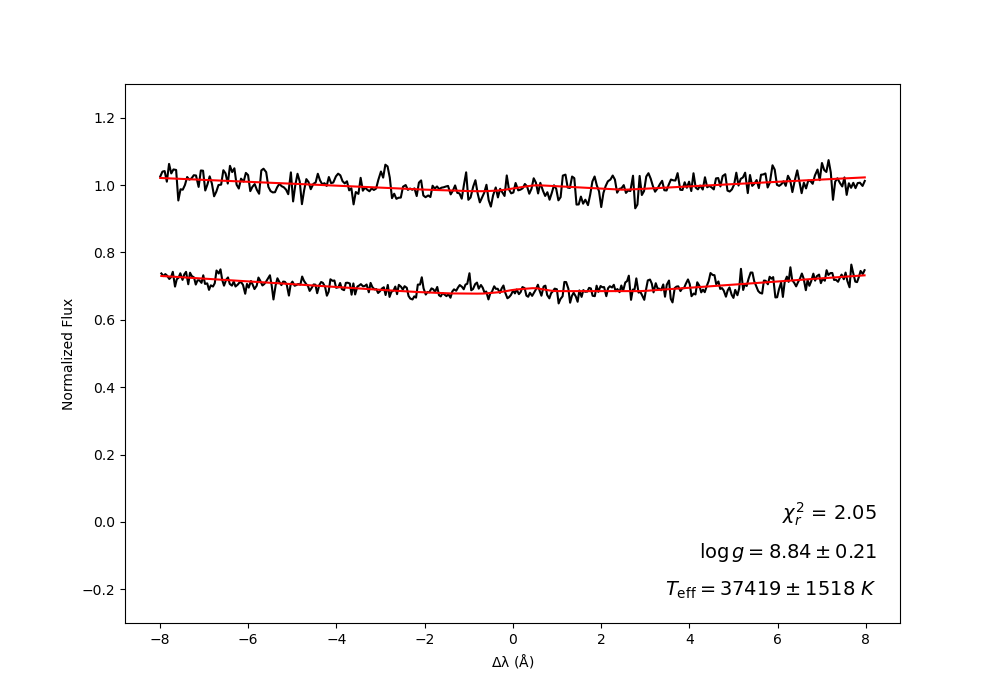 1.2
1.0
0.8
0.6
0.4
0.2
0.0
−0.2
Normalized Flux
χ²ᵣ = 2.05
log g = 8.84 ± 0.21
T_eff = 37419 ± 1518 K
−8 −6 −4 −2 0 2 4 6 8
Δλ (Å)